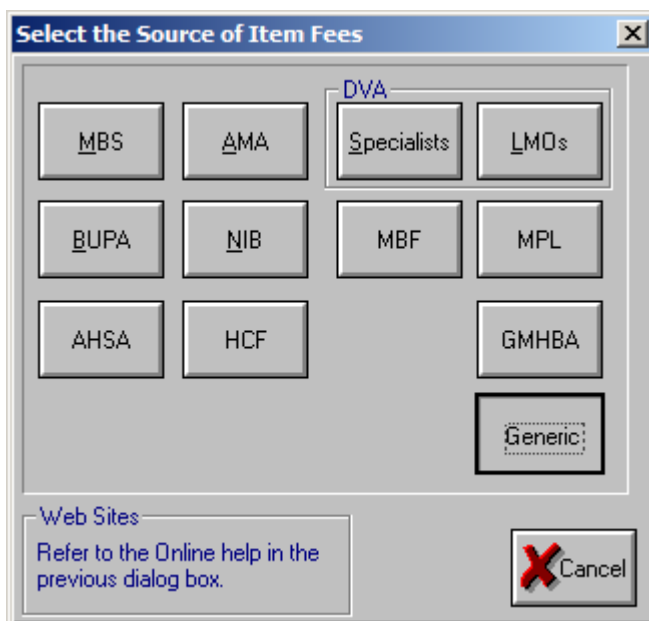 Select the Source of Item Fees
DVA
MBS AMA Specialists LMOs
BUPA NIB MBF MPL
AHSA HCF GMHBA
Generic
Web Sites
Refer to the Online help in the
previous dialog box.
Cancel